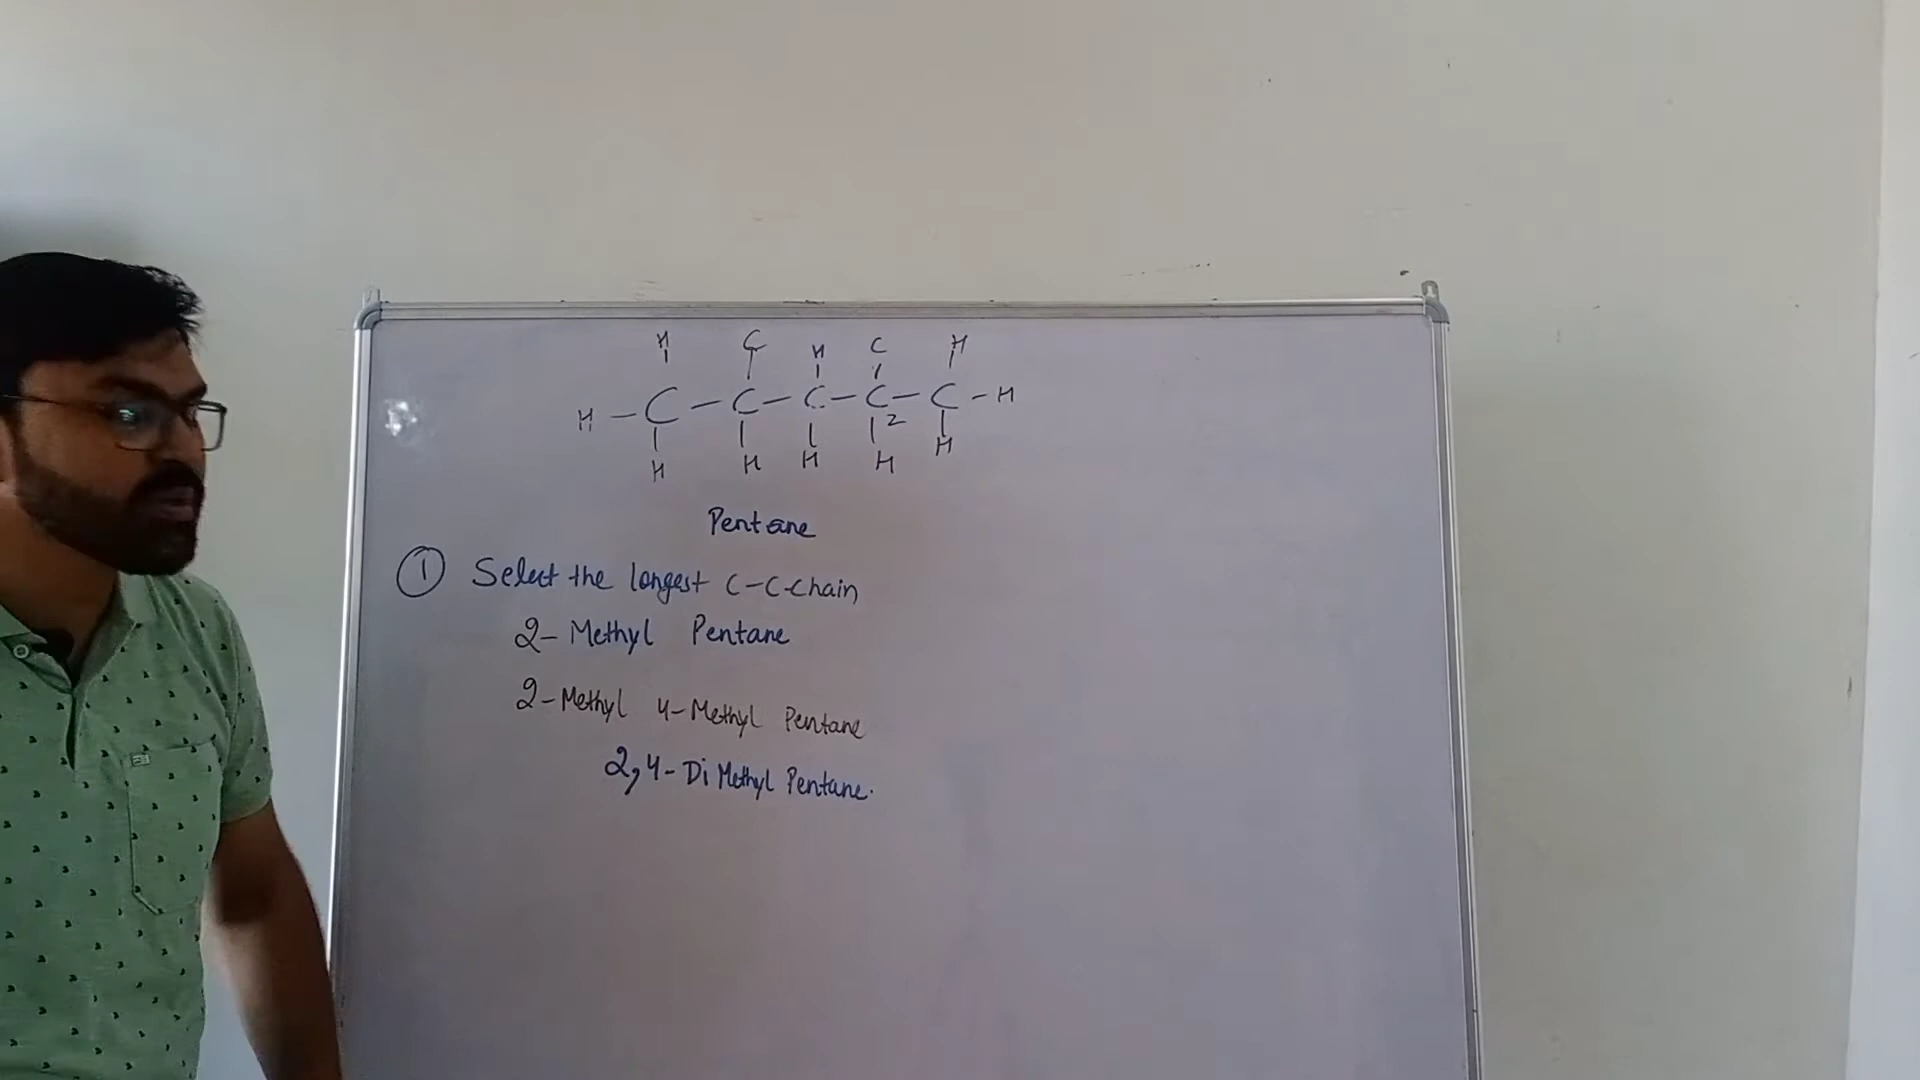 H C H C H
H - C - C - C - C - C - H
2
H H H H H
Pentane
① Select the longest C-C-Chain
2- Methyl Pentane
2-Methyl 4-Methyl Pentane
2,4- Di Methyl Pentane.